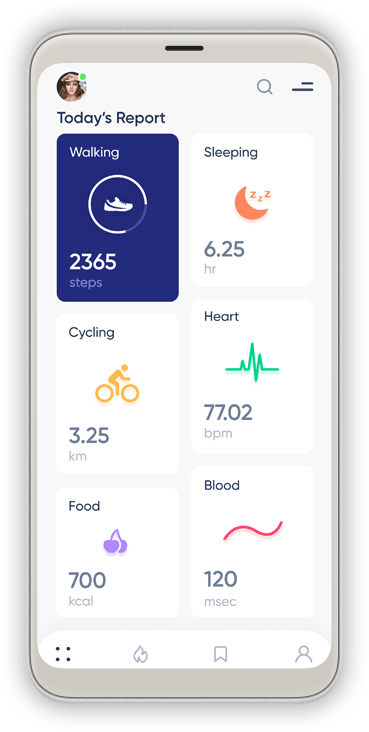 Today's Report
Walking
2365
steps
Sleeping
zzZ
6.25
hr
Cycling
3.25
km
Heart
77.02
bpm
Food
700
kcal
Blood
120
msec